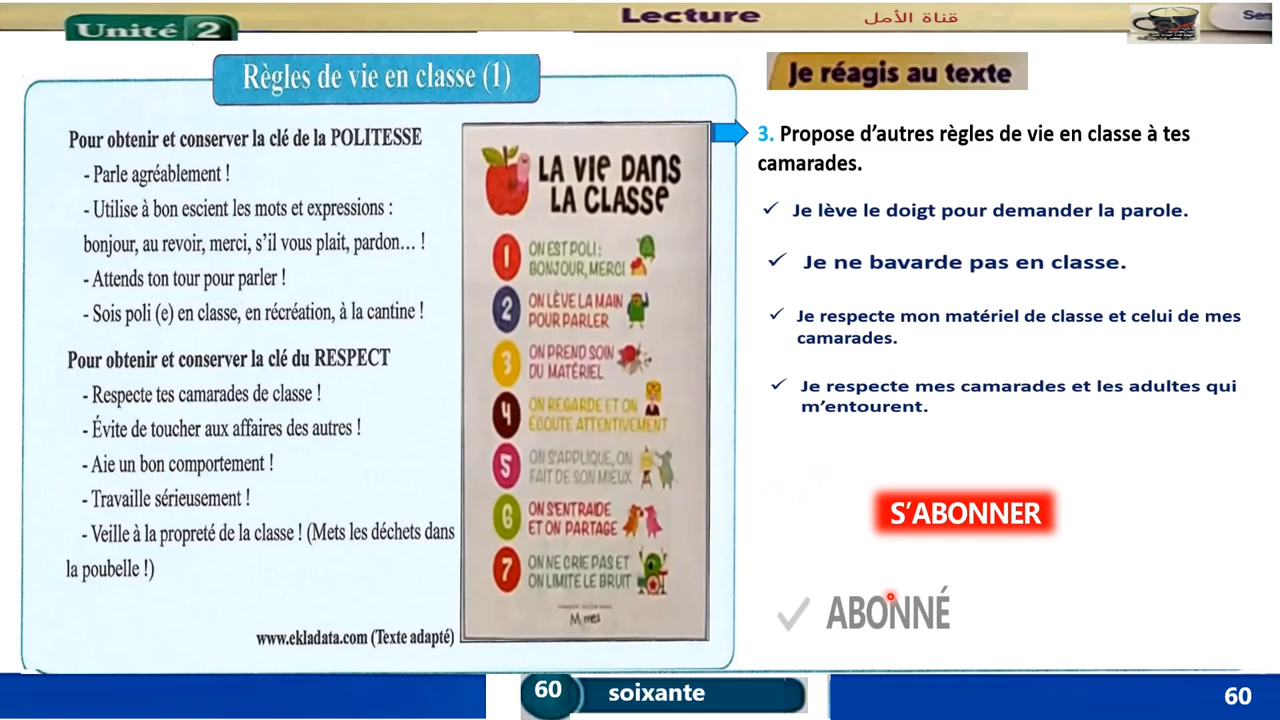 Unité 2
Lecture
قناة الأمل
Sem
Règles de vie en classe (1)
Pour obtenir et conserver la clé de la POLITESSE
- Parle agréablement !
- Utilise à bon escient les mots et expressions :
bonjour, au revoir, merci, s’il vous plait, pardon… !
- Attends ton tour pour parler !
- Sois poli (e) en classe, en récréation, à la cantine !
Pour obtenir et conserver la clé du RESPECT
- Respecte tes camarades de classe !
- Évite de toucher aux affaires des autres !
- Aie un bon comportement !
- Travaille sérieusement !
- Veille à la propreté de la classe ! (Mets les déchets dans
la poubelle !)
www.ekladata.com (Texte adapté)
LA VIE DANS
LA CLASSE
1 ON EST POLI :
BONJOUR, MERCI
2 ON LÈVE LA MAIN
POUR PARLER
3 ON PREND SOIN
DU MATÉRIEL
4 ON REGARDE ET ON
ÉCOUTE ATTENTIVEMENT
5 ON S'APPLIQUE, ON
FAIT DE SON MIEUX
6 ON S'ENTRAIDE
ET ON PARTAGE
7 ON NE CRIE PAS ET
ON LIMITE LE BRUIT
Je réagis au texte
3. Propose d’autres règles de vie en classe à tes
camarades.
✓ Je lève le doigt pour demander la parole.
✓ Je ne bavarde pas en classe.
✓ Je respecte mon matériel de classe et celui de mes
camarades.
✓ Je respecte mes camarades et les adultes qui
m’entourent.
S’ABONNER
ABONNÉ
60 soixante
60